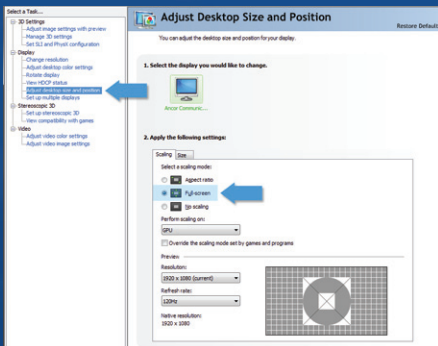 Select a Task...
3D Settings
Adjust image settings with preview
Manage 3D settings
Set SLI and PhysX configuration
Display
Change resolution
Adjust desktop color settings
Rotate display
View HDCP status
Adjust desktop size and position
Set up multiple displays
Stereoscopic 3D
Set up stereoscopic 3D
View compatibility with games
Video
Adjust video color settings
Adjust video image settings
Adjust Desktop Size and Position
Restore Default
You can adjust the desktop size and position for your display.
1. Select the display you would like to change.
Ancor Communic...
2. Apply the following settings:
Scaling Size
Select a scaling mode:
Aspect ratio
Full-screen
No scaling
Perform scaling on:
GPU
Override the scaling mode set by games and programs
Preview
Resolution:
1920 x 1080 (current)
Refresh rate:
120Hz
Native resolution:
1920 x 1080